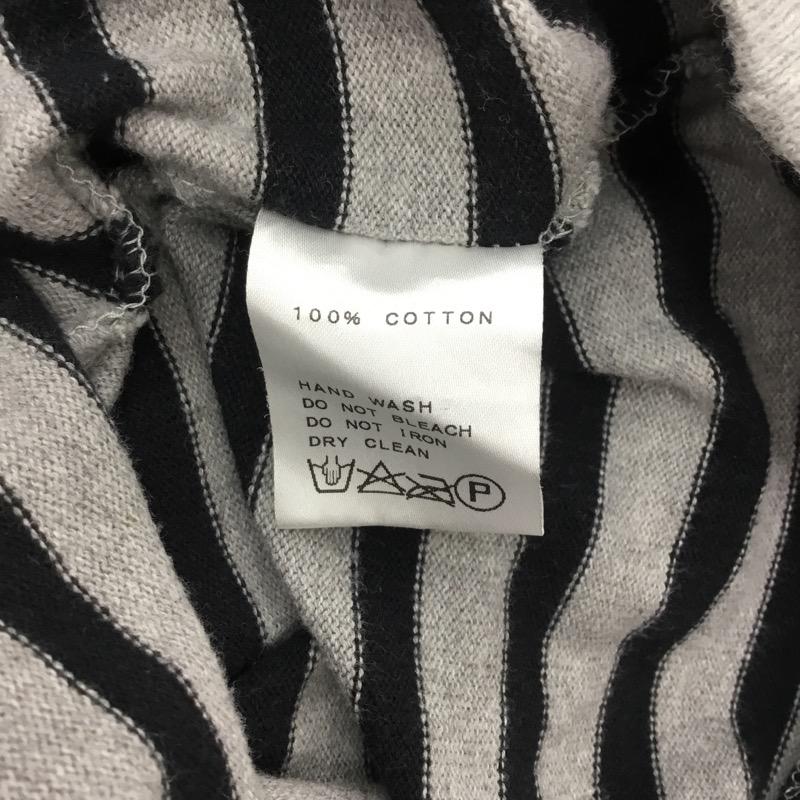 100% COTTON
HAND WASH
DO NOT BLEACH
DO NOT IRON
DRY CLEAN
P